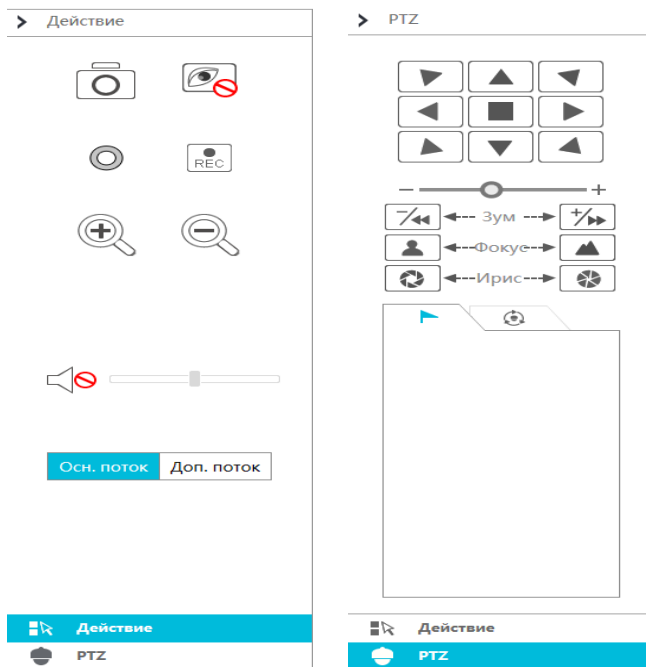 Действие
REC
Осн. поток Доп. поток
Действие
PTZ
PTZ
− +
−/◂◂ Зум +/▸▸
Фокус
Ирис
Действие
PTZ